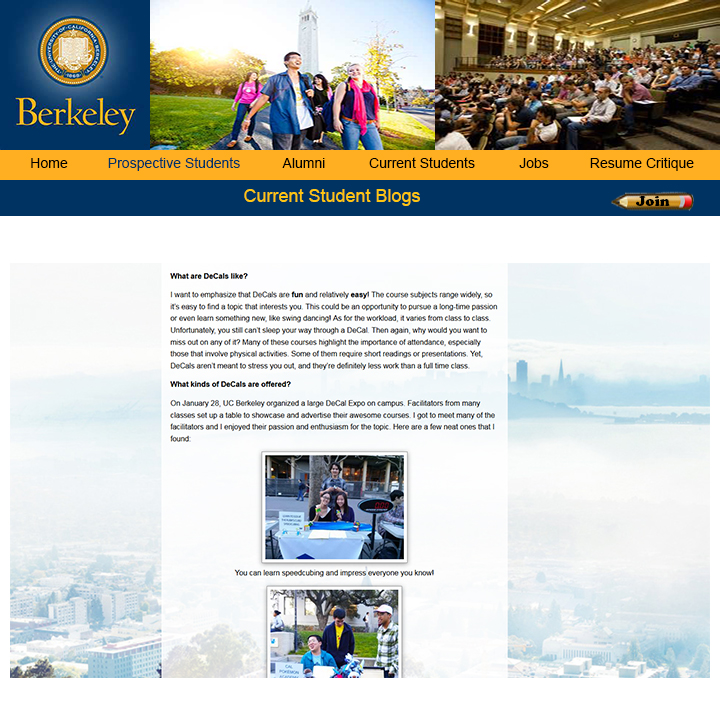 Berkeley
Home Prospective Students Alumni Current Students Jobs Resume Critique
Current Student Blogs
Join
What are DeCals like?
I want to emphasize that DeCals are fun and relatively easy! The course subjects range widely, so
it's easy to find a topic that interests you. This could be an opportunity to pursue a long-time passion
or even learn something new, like swing dancing! As for the workload, it varies from class to class.
Unfortunately, you still can't sleep your way through a DeCal. Then again, why would you want to
miss out on any of it? Many of these courses highlight the importance of attendance, especially
those that involve physical activities. Some of them require short readings or presentations. Yet,
DeCals aren't meant to stress you out, and they're definitely less work than a full time class.
What kinds of DeCals are offered?
On January 28, UC Berkeley organized a large DeCal Expo on campus. Facilitators from many
classes set up a table to showcase and advertise their awesome courses. I got to meet many of the
facilitators and I enjoyed their passion and enthusiasm for the topic. Here are a few neat ones that I
found:
You can learn speedcubing and impress everyone you know!
CAL
POKEMON
ACADEMY